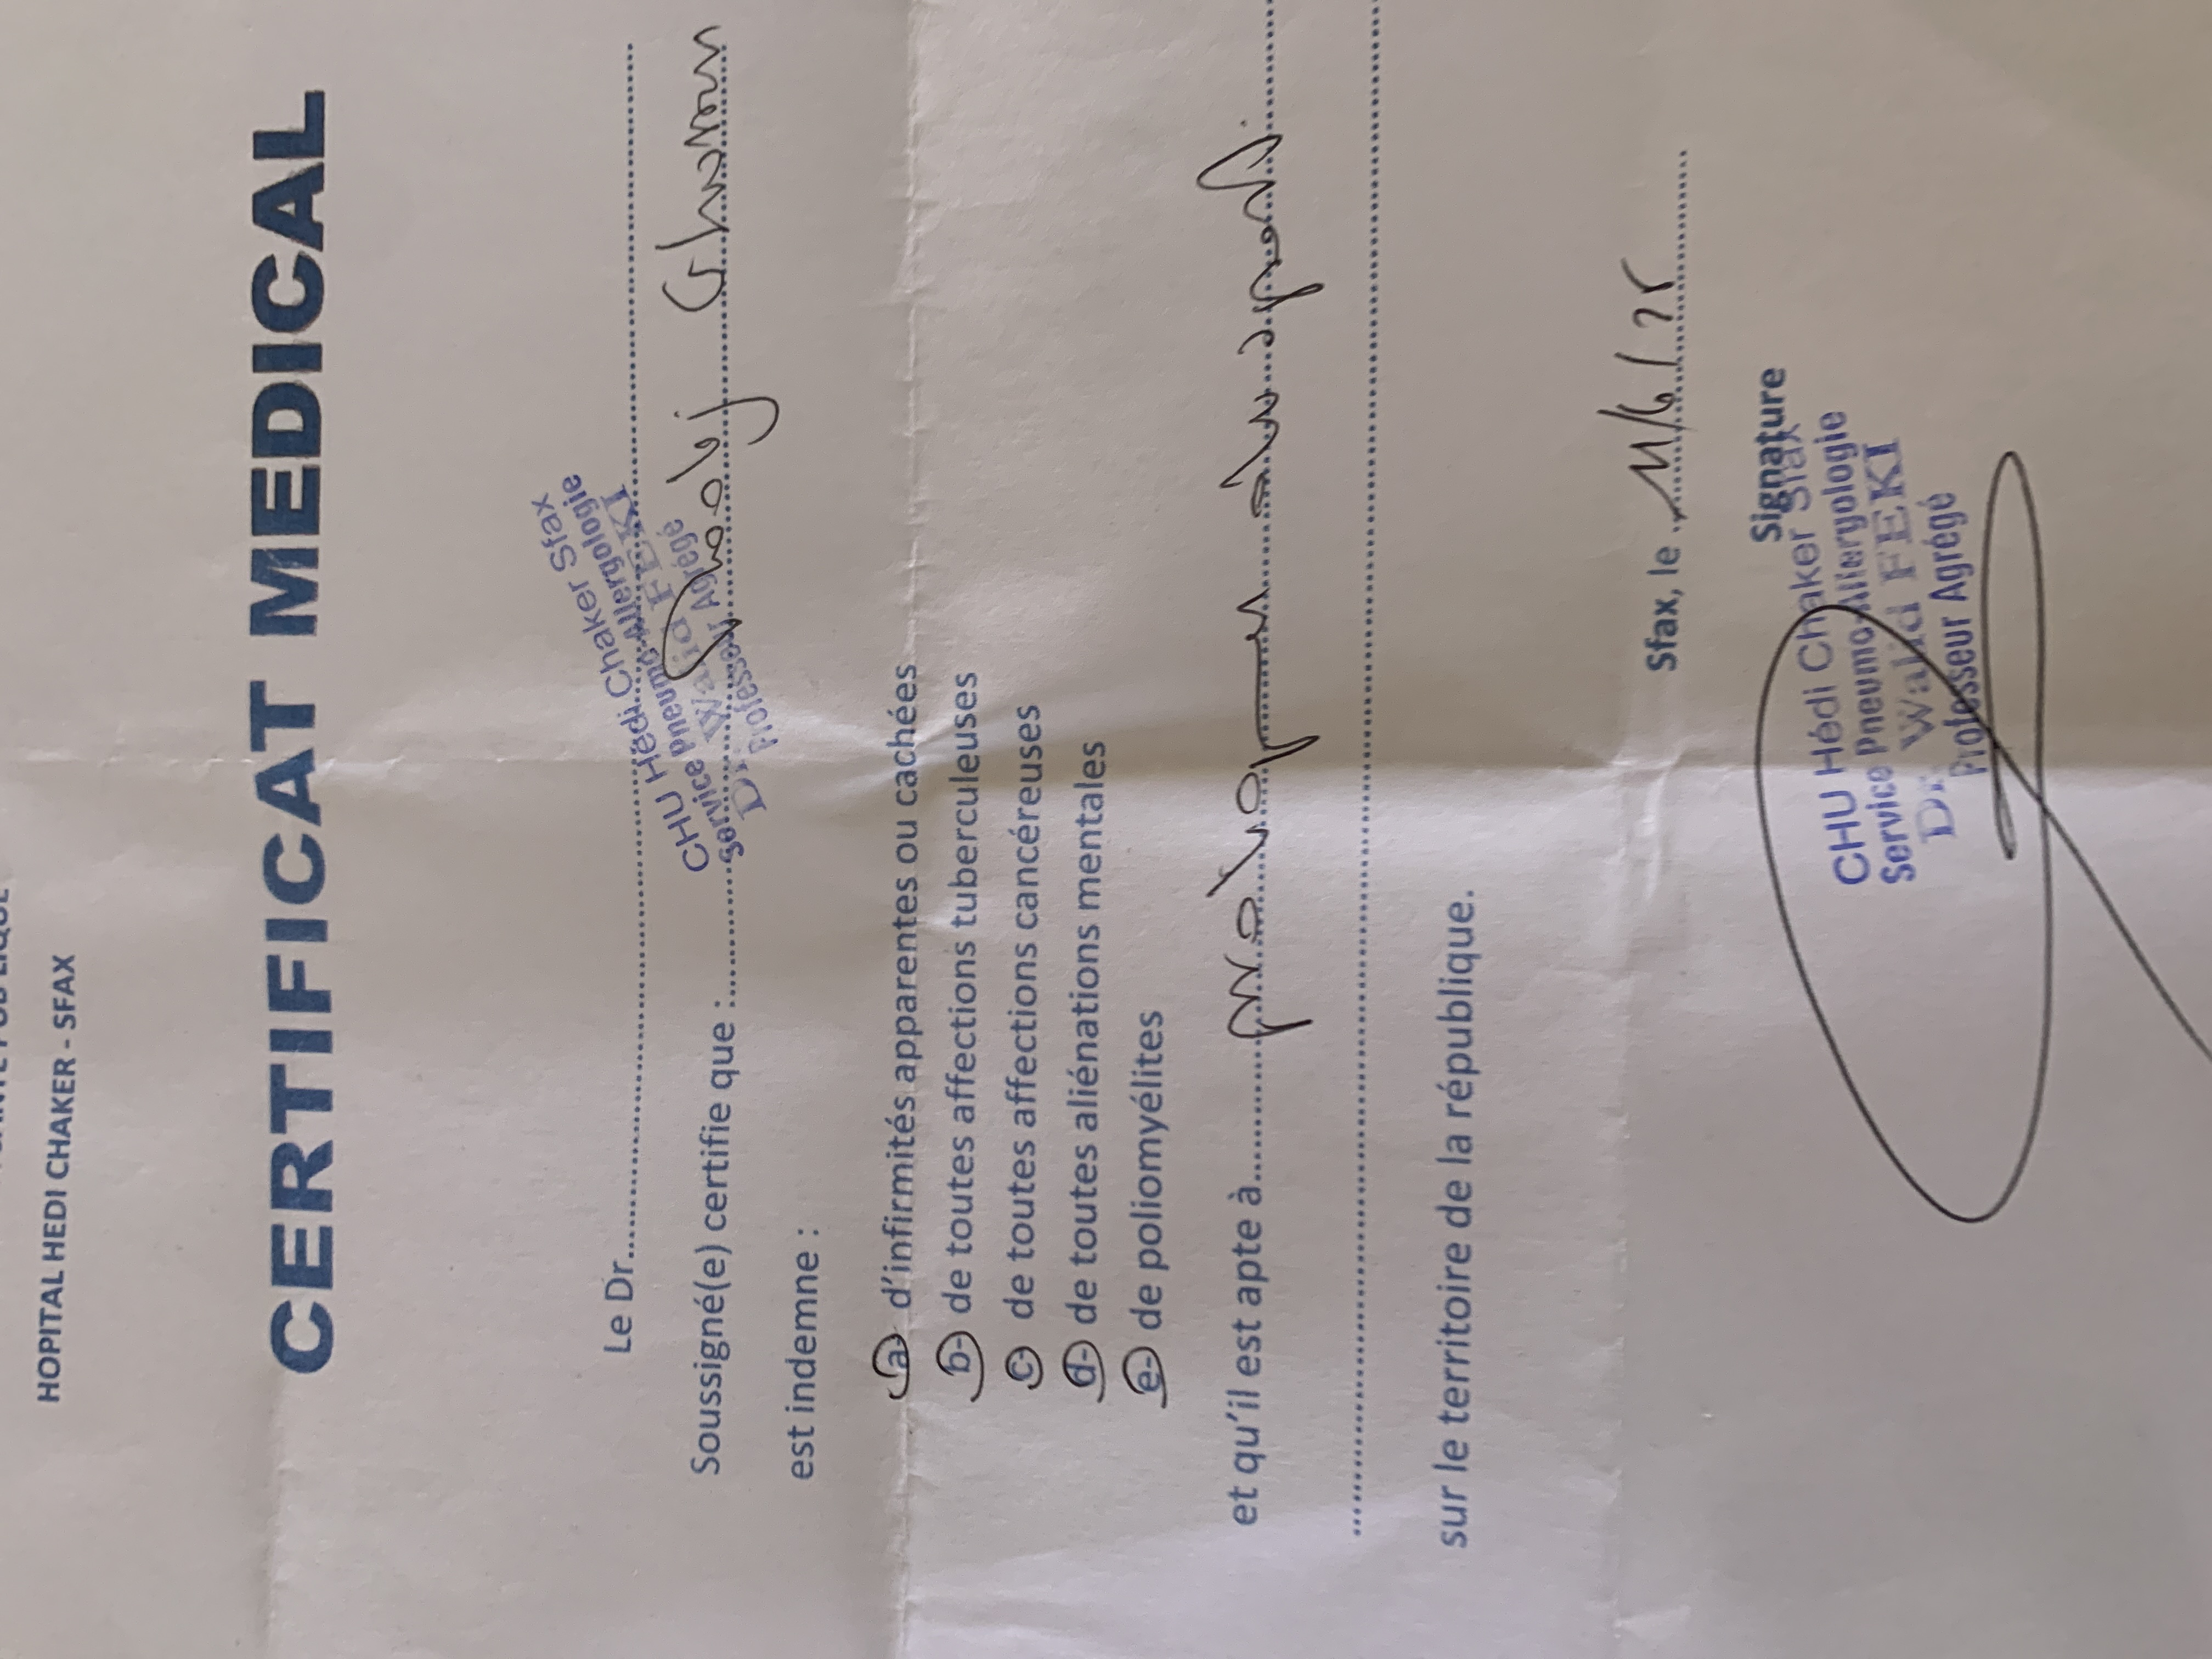 HOPITAL HEDI CHAKER - SFAX
CERTIFICAT MEDICAL
Le Dr
CHU Hédi Chaker Sfax
Service Pneumo-Allergologie
Dr. Walid FEKI
Professeur Agrégé
Soussigné(e) certifie que :
est indemne :
a- d'infirmités apparentes ou cachées
b- de toutes affections tuberculeuses
c- de toutes affections cancéreuses
d- de toutes aliénations mentales
e- de poliomyélites
et qu'il est apte à
sur le territoire de la république.
Sfax, le 11/6/25
Signature
CHU Hédi Chaker Sfax
Service Pneumo-Allergologie
Dr. Walid FEKI
Professeur Agrégé